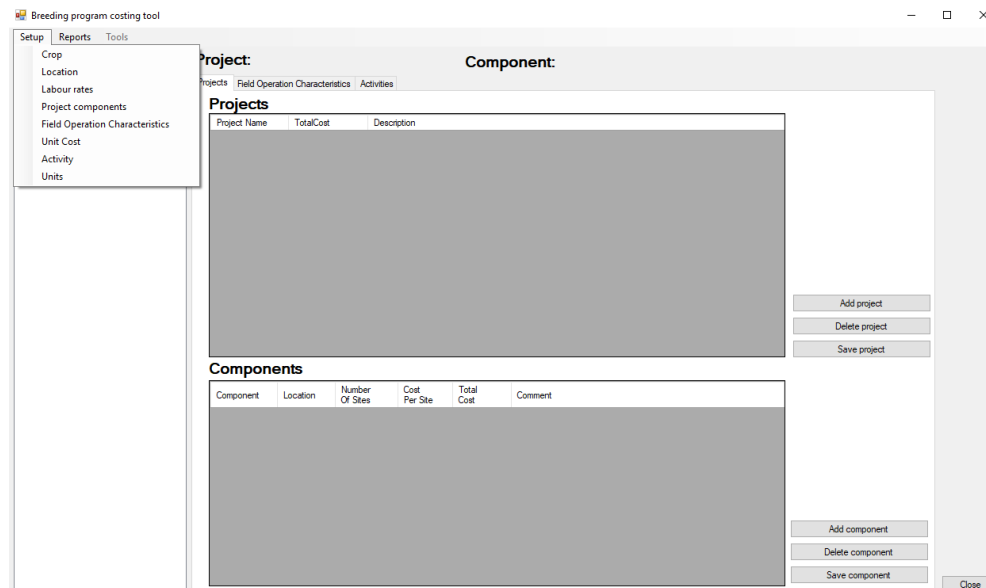 Breeding program costing tool
Setup Reports Tools
Crop
Location
Labour rates
Project components
Field Operation Characteristics
Unit Cost
Activity
Units
Project: Component:
Projects Field Operation Characteristics Activities
Projects
Project Name TotalCost Description
Add project
Delete project
Save project
Components
Component Location Number Of Sites Cost Per Site Total Cost Comment
Add component
Delete component
Save component
Close